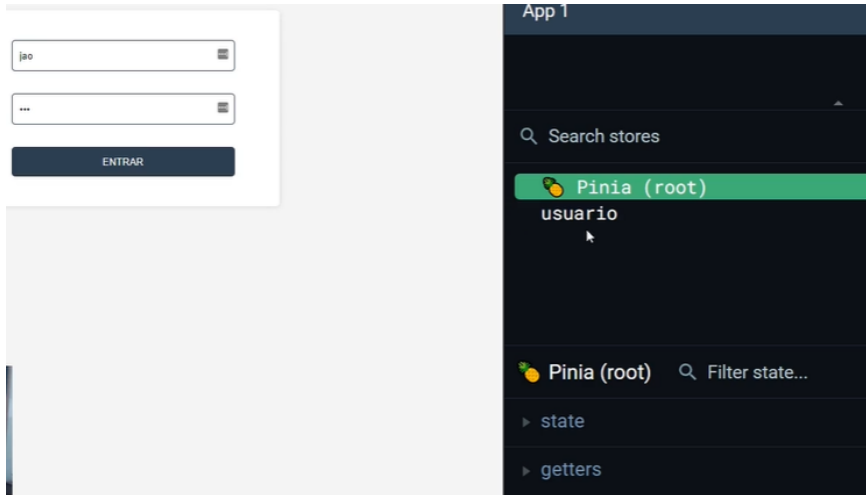 jao
•••
ENTRAR
App 1
Search stores
Pinia (root)
usuario
Pinia (root) Filter state...
state
getters